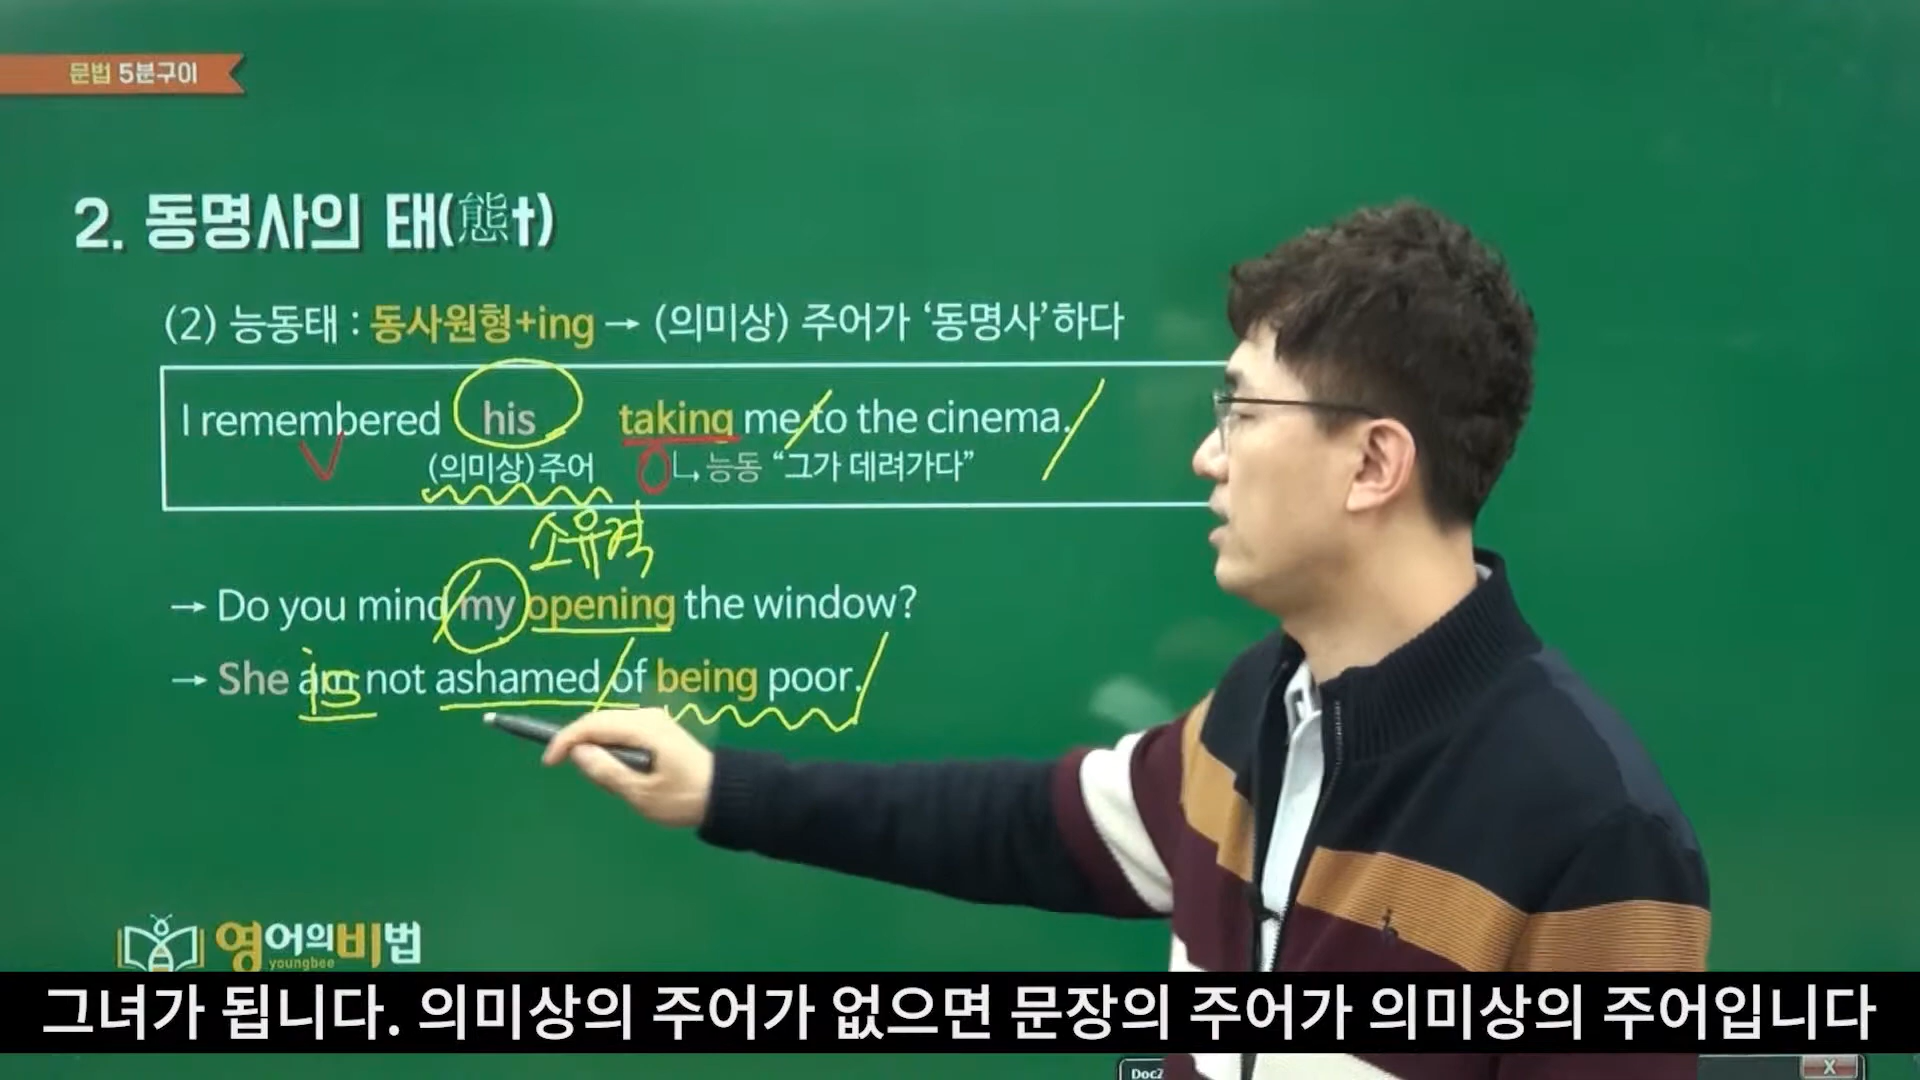 문법 5분구이
2. 동명사의 태(態†)
(2) 능동태 : 동사원형+ing → (의미상) 주어가 ‘동명사’하다
I remembered his taking me to the cinema.
(의미상)주어 능동 “그가 데려가다”
소유격
→ Do you mind my opening the window?
→ She am not ashamed of being poor.
is
영어의비법
youngbee
그녀가 됩니다. 의미상의 주어가 없으면 문장의 주어가 의미상의 주어입니다
Doc2
X